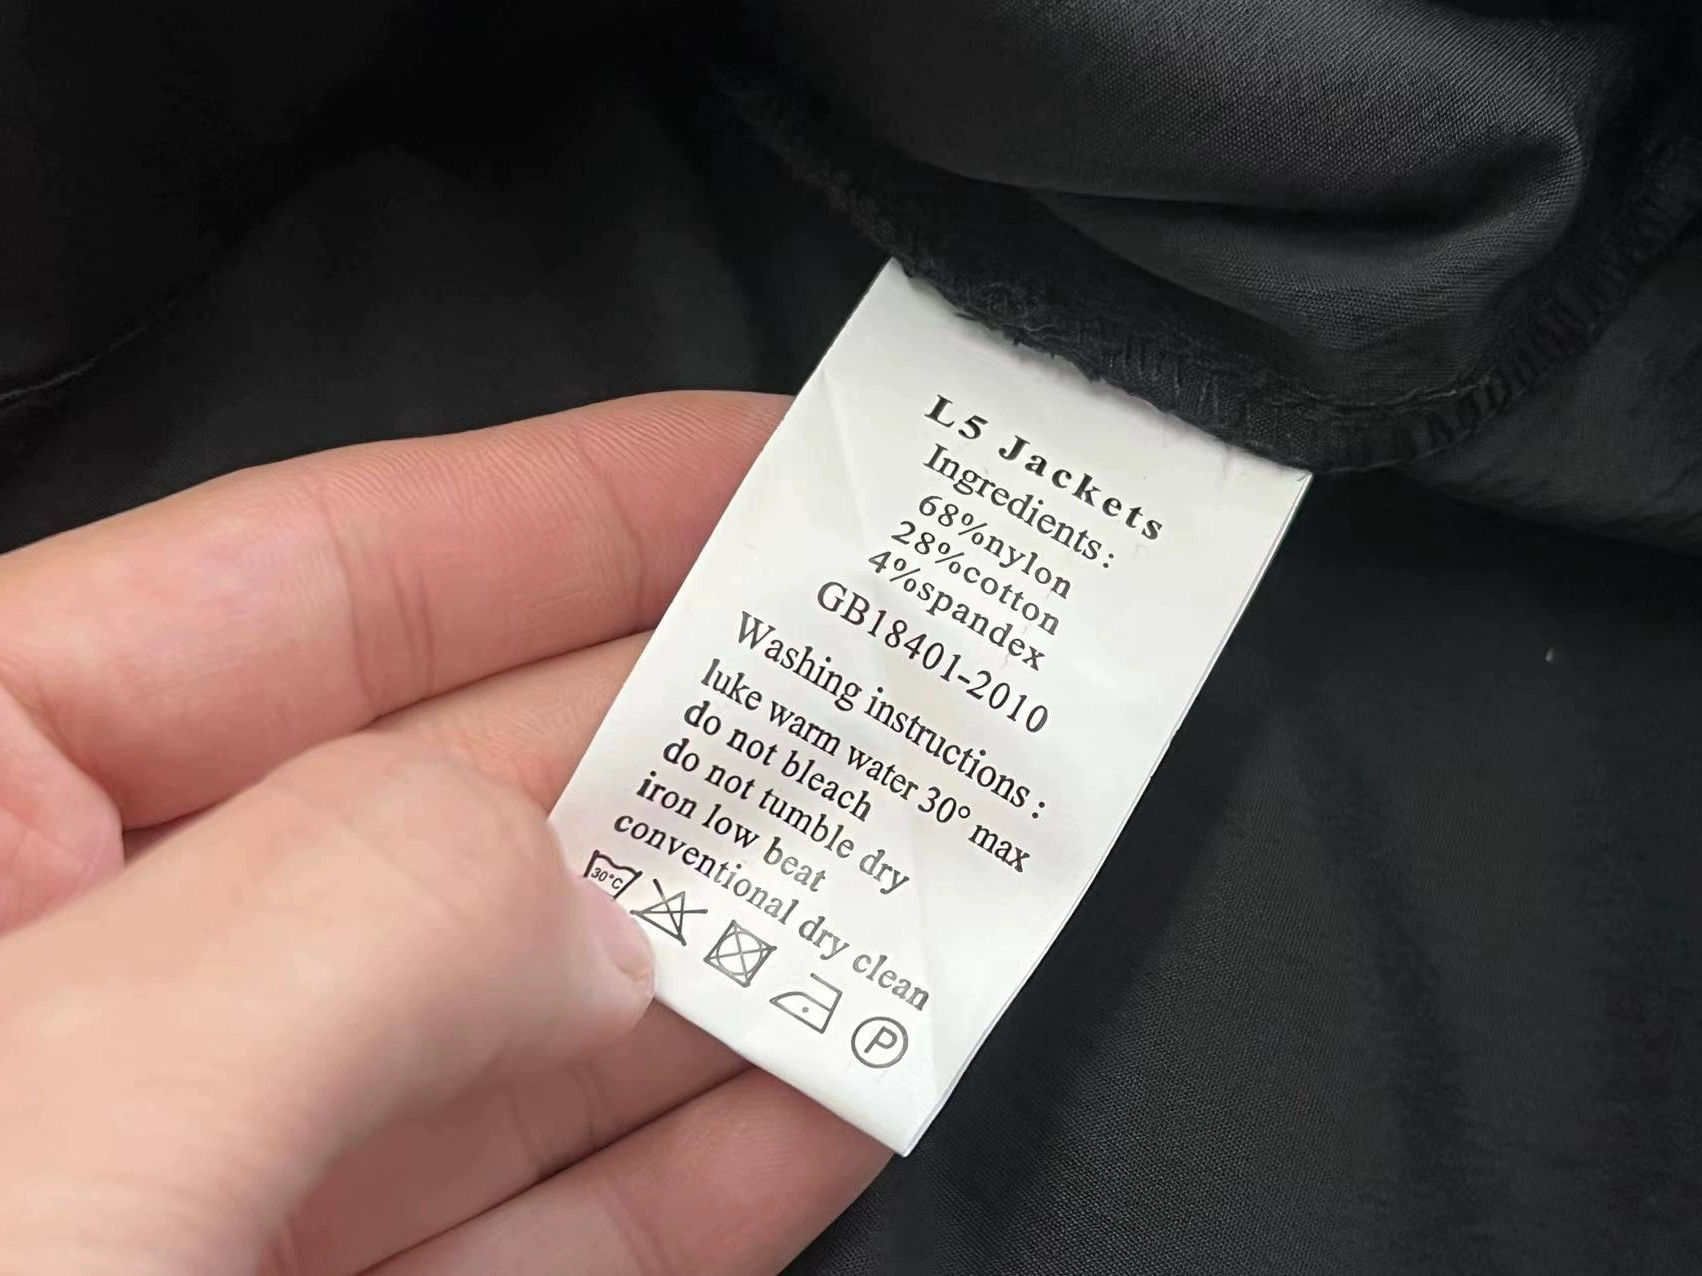 L5 Jackets
Ingredients:
68%nylon
28%cotton
4%spandex
GB18401-2010
Washing instructions :
luke warm water 30° max
do not bleach
do not tumble dry
iron low beat
conventional dry clean
30°C
P